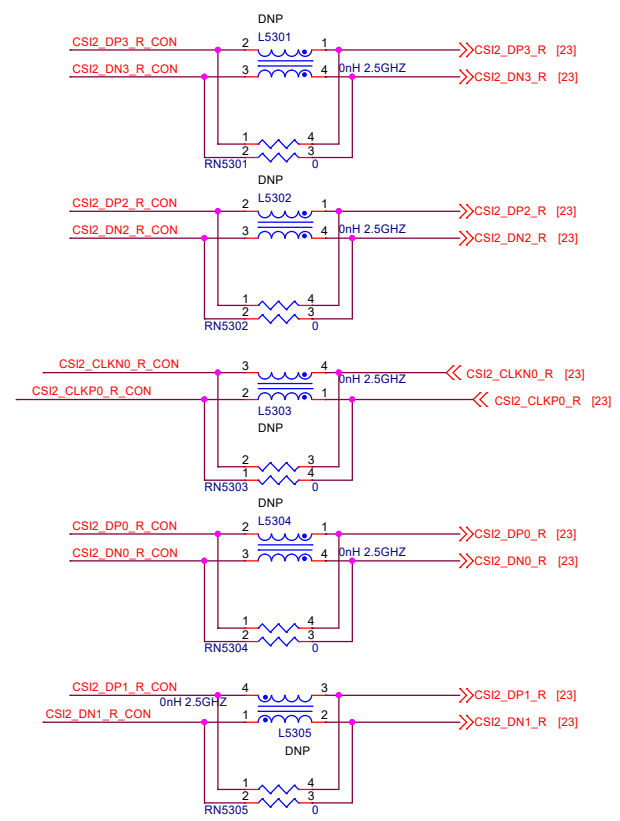 DNP
CSI2_DP3_R_CON 2 L5301 1 CSI2_DP3_R [23]
CSI2_DN3_R_CON 3 4 0nH 2.5GHZ CSI2_DN3_R [23]
1 4
2 3
RN5301 0
DNP
CSI2_DP2_R_CON 2 L5302 1 CSI2_DP2_R [23]
CSI2_DN2_R_CON 3 4 0nH 2.5GHZ CSI2_DN2_R [23]
1 4
2 3
RN5302 0
CSI2_CLKN0_R_CON 3 4 0nH 2.5GHZ CSI2_CLKN0_R [23]
CSI2_CLKP0_R_CON 2 L5303 1 CSI2_CLKP0_R [23]
DNP
2 3
1 4
RN5303 0
DNP
CSI2_DP0_R_CON 2 L5304 1 CSI2_DP0_R [23]
CSI2_DN0_R_CON 3 4 0nH 2.5GHZ CSI2_DN0_R [23]
1 4
2 3
RN5304 0
CSI2_DP1_R_CON 4 3 CSI2_DP1_R [23]
0nH 2.5GHZ
CSI2_DN1_R_CON 1 2 CSI2_DN1_R [23]
L5305
DNP
1 4
2 3
RN5305 0